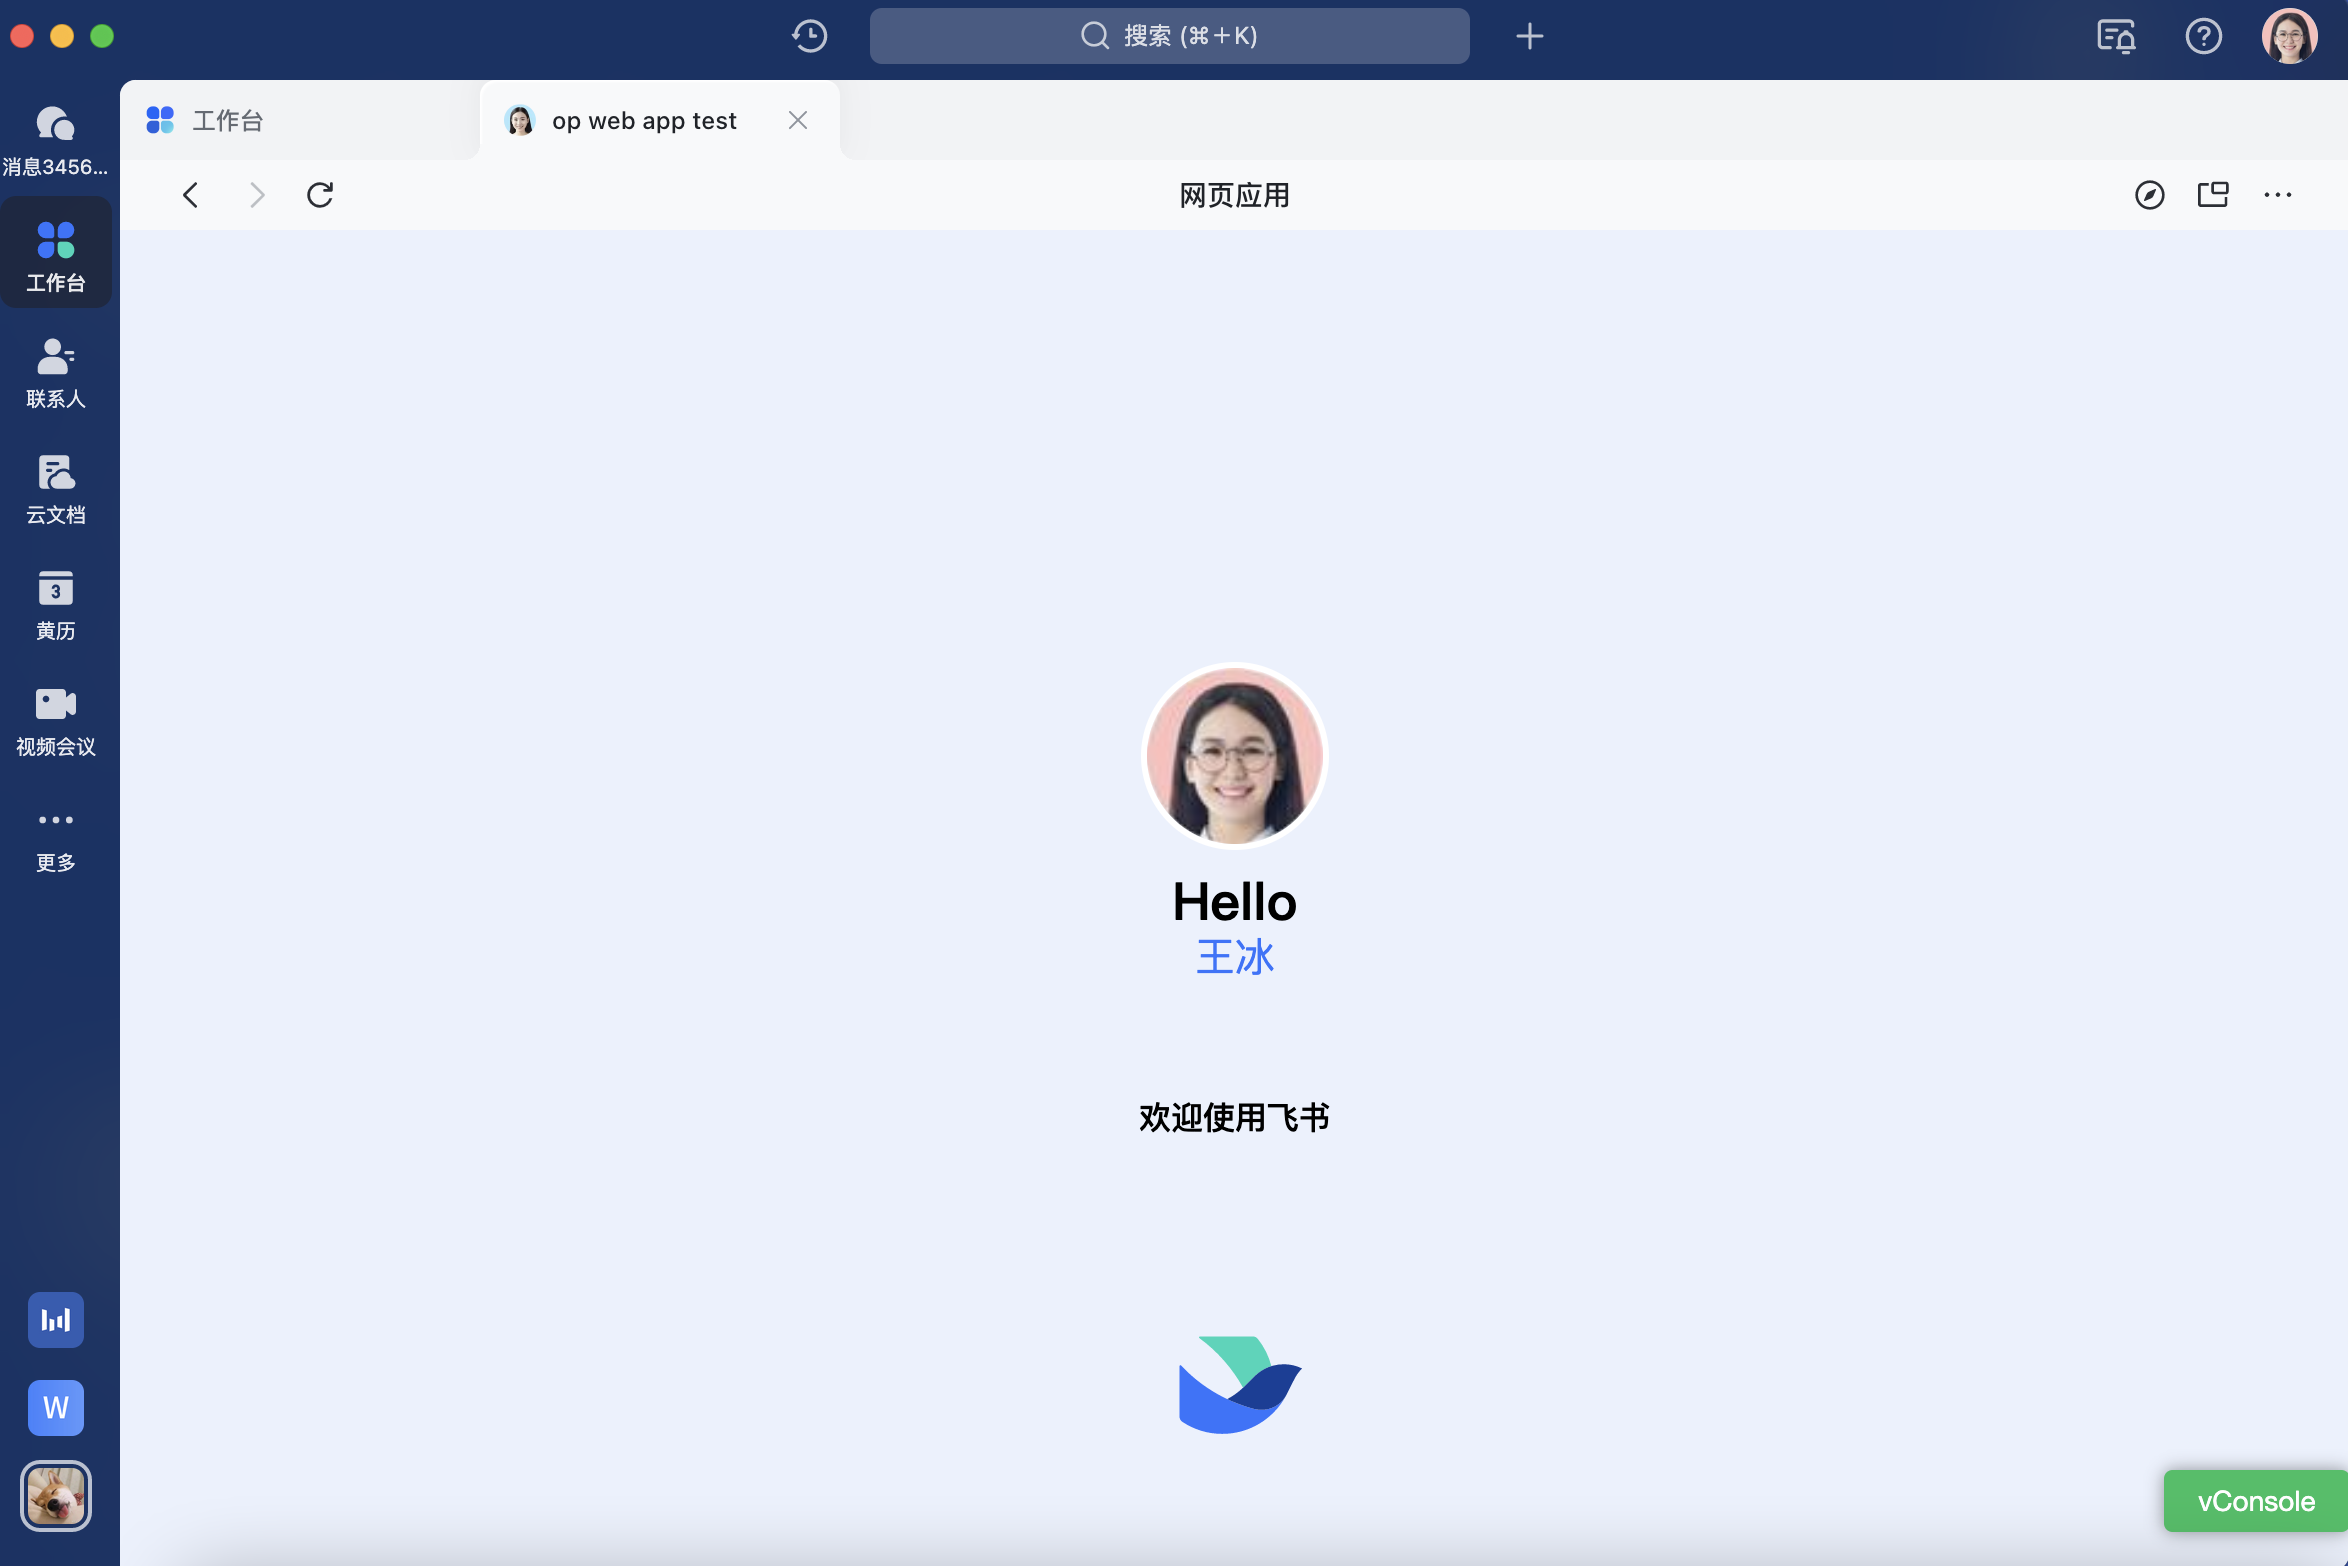 搜索 (⌘+K)
消息3456...
工作台
联系人
云文档
3
黄历
视频会议
更多
W
工作台
op web app test
网页应用
Hello
王冰
欢迎使用飞书
vConsole